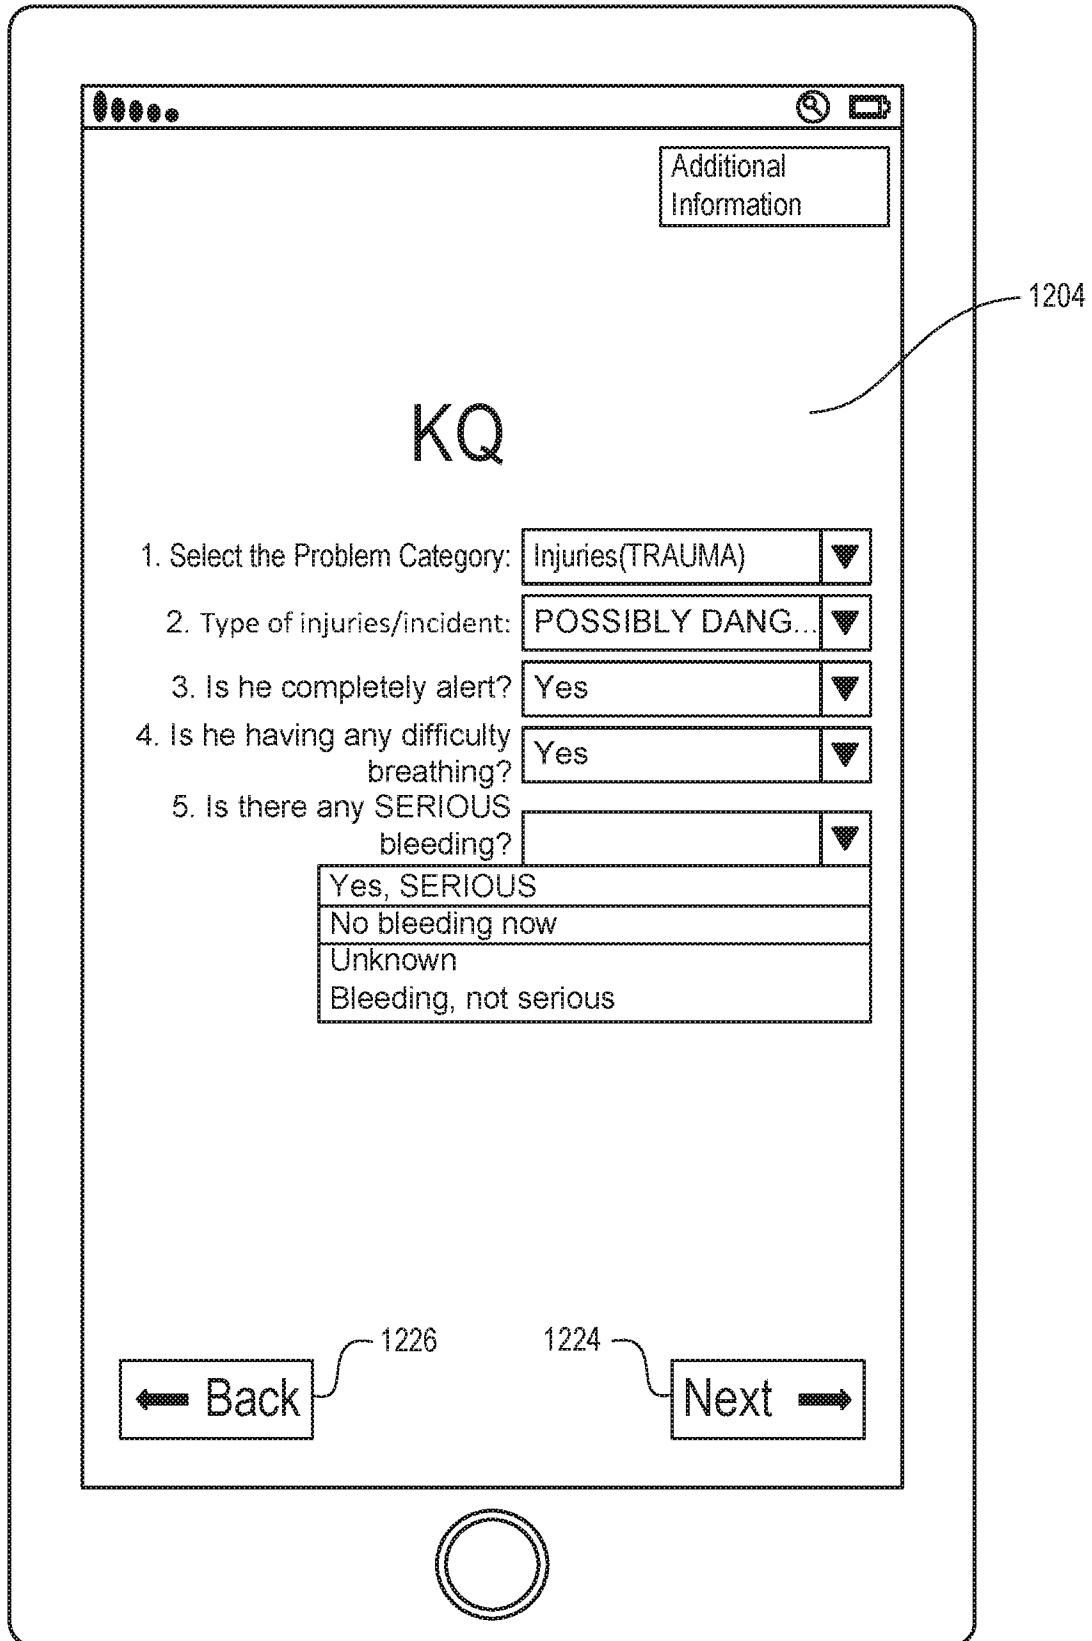 Additional
Information
1204
KQ
1. Select the Problem Category: Injuries(TRAUMA)
2. Type of injuries/incident: POSSIBLY DANG...
3. Is he completely alert? Yes
4. Is he having any difficulty
breathing? Yes
5. Is there any SERIOUS
bleeding?
Yes, SERIOUS
No bleeding now
Unknown
Bleeding, not serious
1226 1224
Back Next